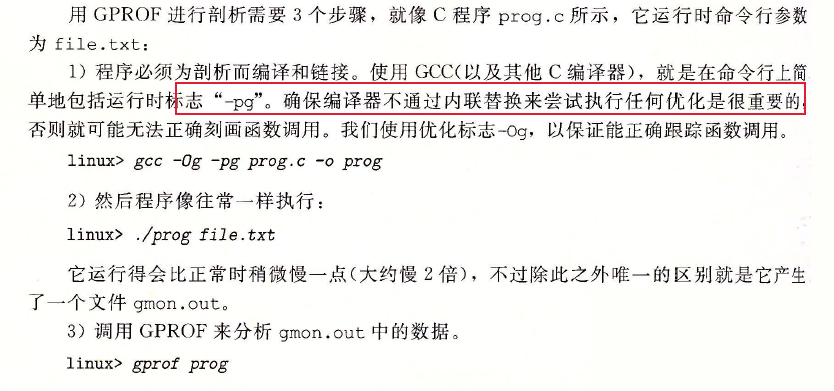 用 GPROF 进行剖析需要 3 个步骤，就像 C 程序 prog.c 所示，它运行时命令行参数
为 file.txt：
1）程序必须为剖析而编译和链接。使用 GCC（以及其他 C 编译器），就是在命令行上简
单地包括运行时标志“-pg”。确保编译器不通过内联替换来尝试执行任何优化是很重要的，
否则就可能无法正确刻画函数调用。我们使用优化标志-Og，以保证能正确跟踪函数调用。
linux> gcc -Og -pg prog.c -o prog
2）然后程序像往常一样执行：
linux> ./prog file.txt
它运行得会比正常时稍微慢一点（大约慢 2 倍），不过除此之外唯一的区别就是它产生
了一个文件 gmon.out。
3）调用 GPROF 来分析 gmon.out 中的数据。
linux> gprof prog